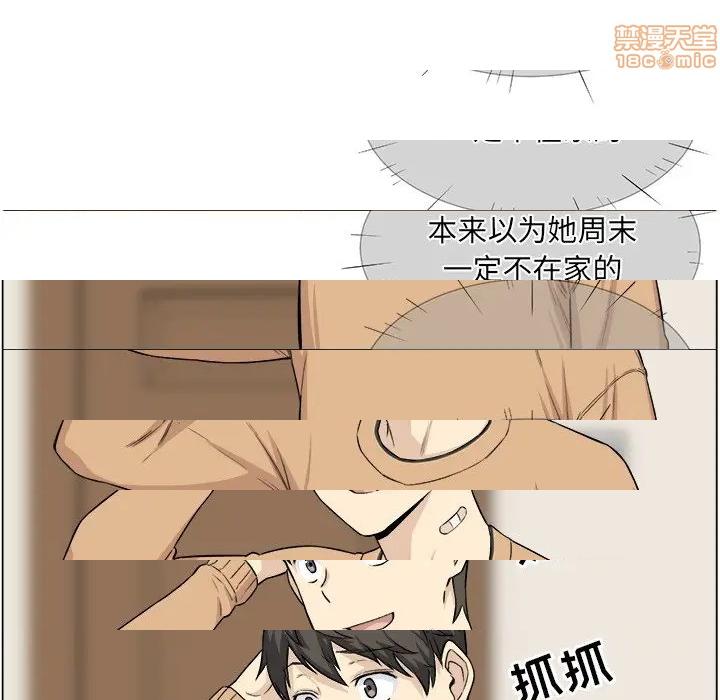 禁漫天堂
18comic
本来以为她周末
一定不在家的
抓抓